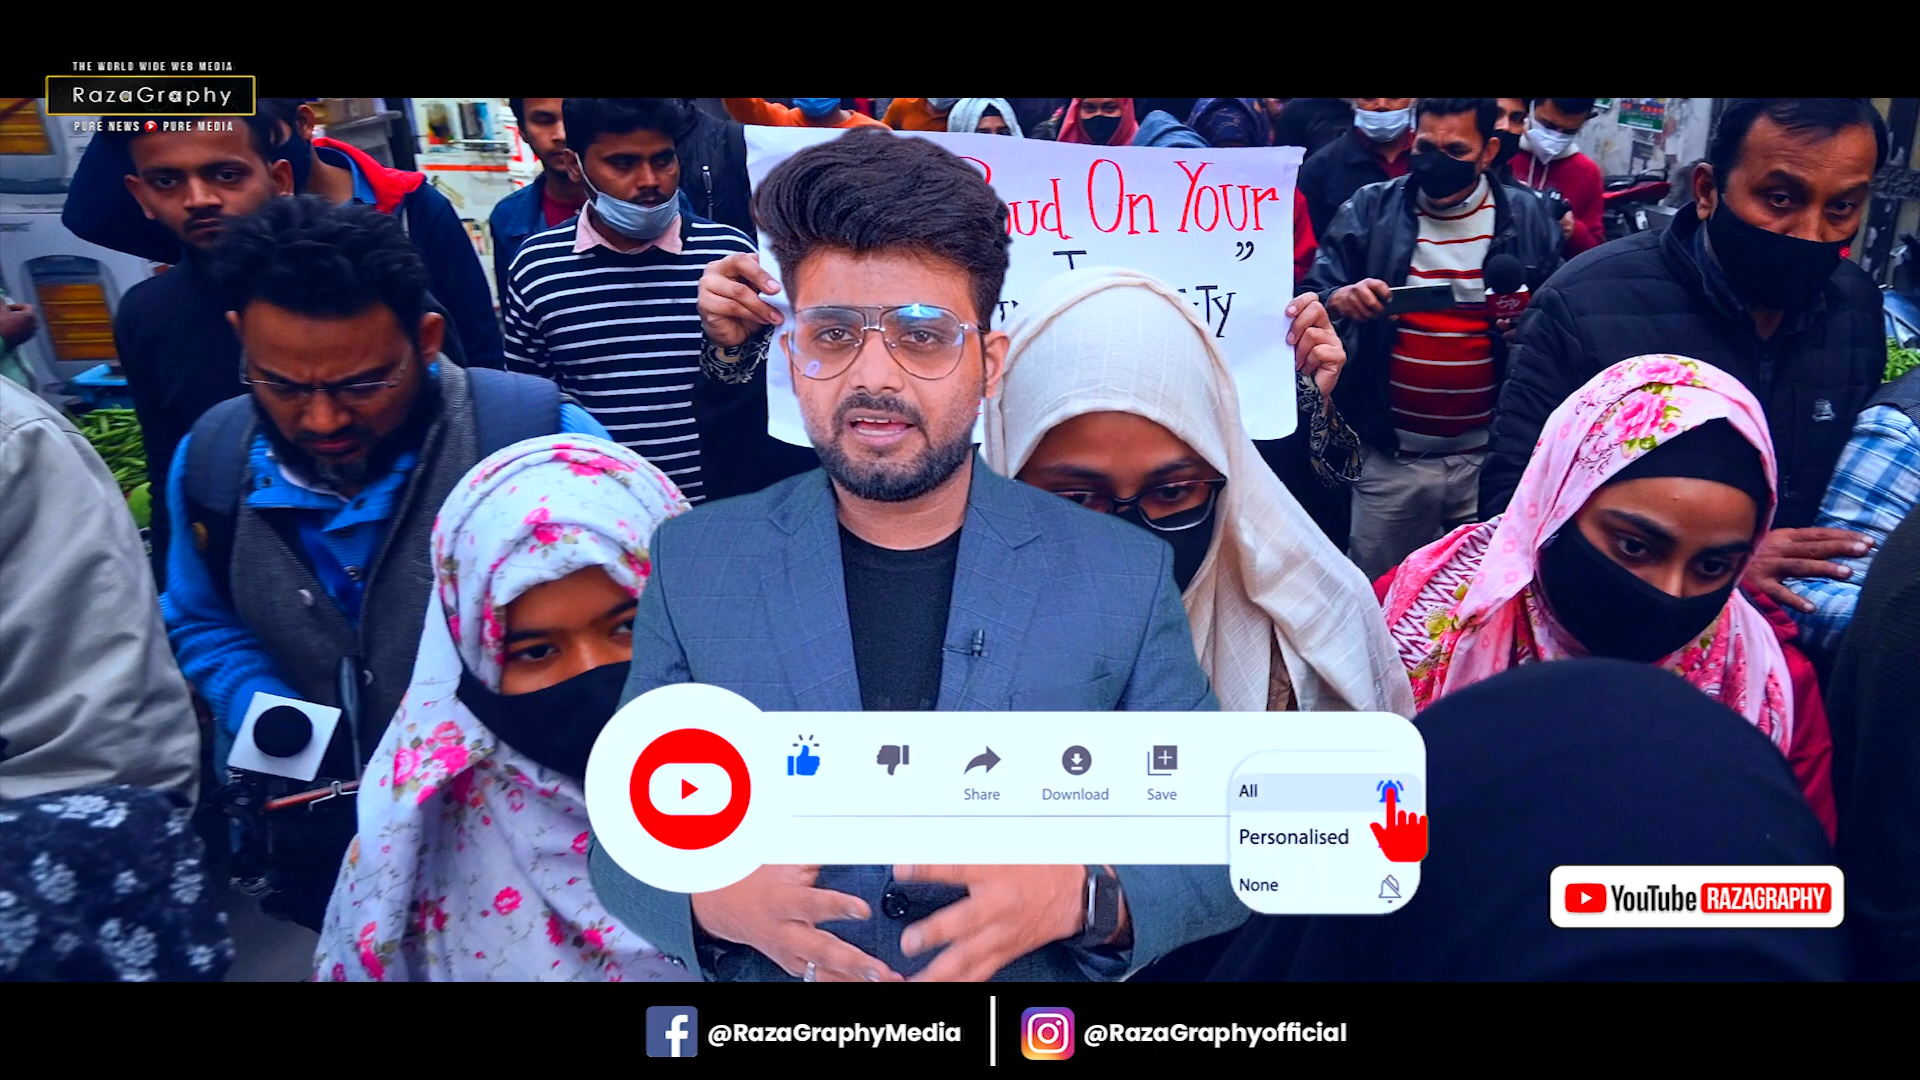 THE WORLD WIDE WEB MEDIA
RazaGraphy
PURE NEWS PURE MEDIA
On Your
”
Share
Download
Save
All
Personalised
None
YouTube RAZAGRAPHY
@RazaGraphyMedia
@RazaGraphyofficial